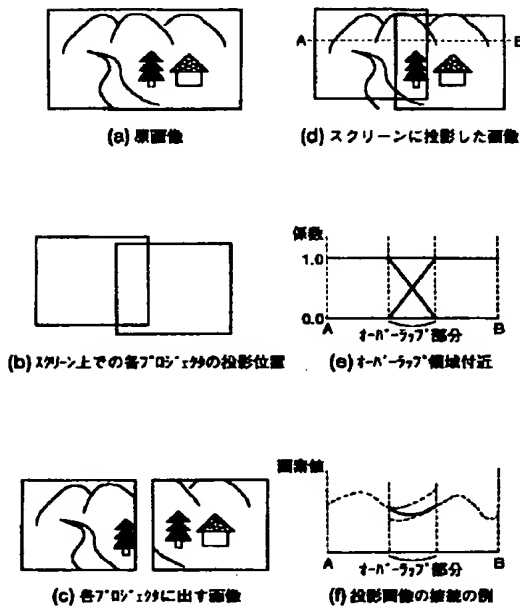 (a) 原画像
A
B
(d) スクリーンに投影した画像
(b) スクリーン上での各プロジェクタの投影位置
係数
1.0
0.0
A
B
オーバーラップ部分
(e) オーバーラップ領域付近
(c) 各プロジェクタに出す画像
画素値
A
B
オーバーラップ部分
(f) 投影画像の接続の例